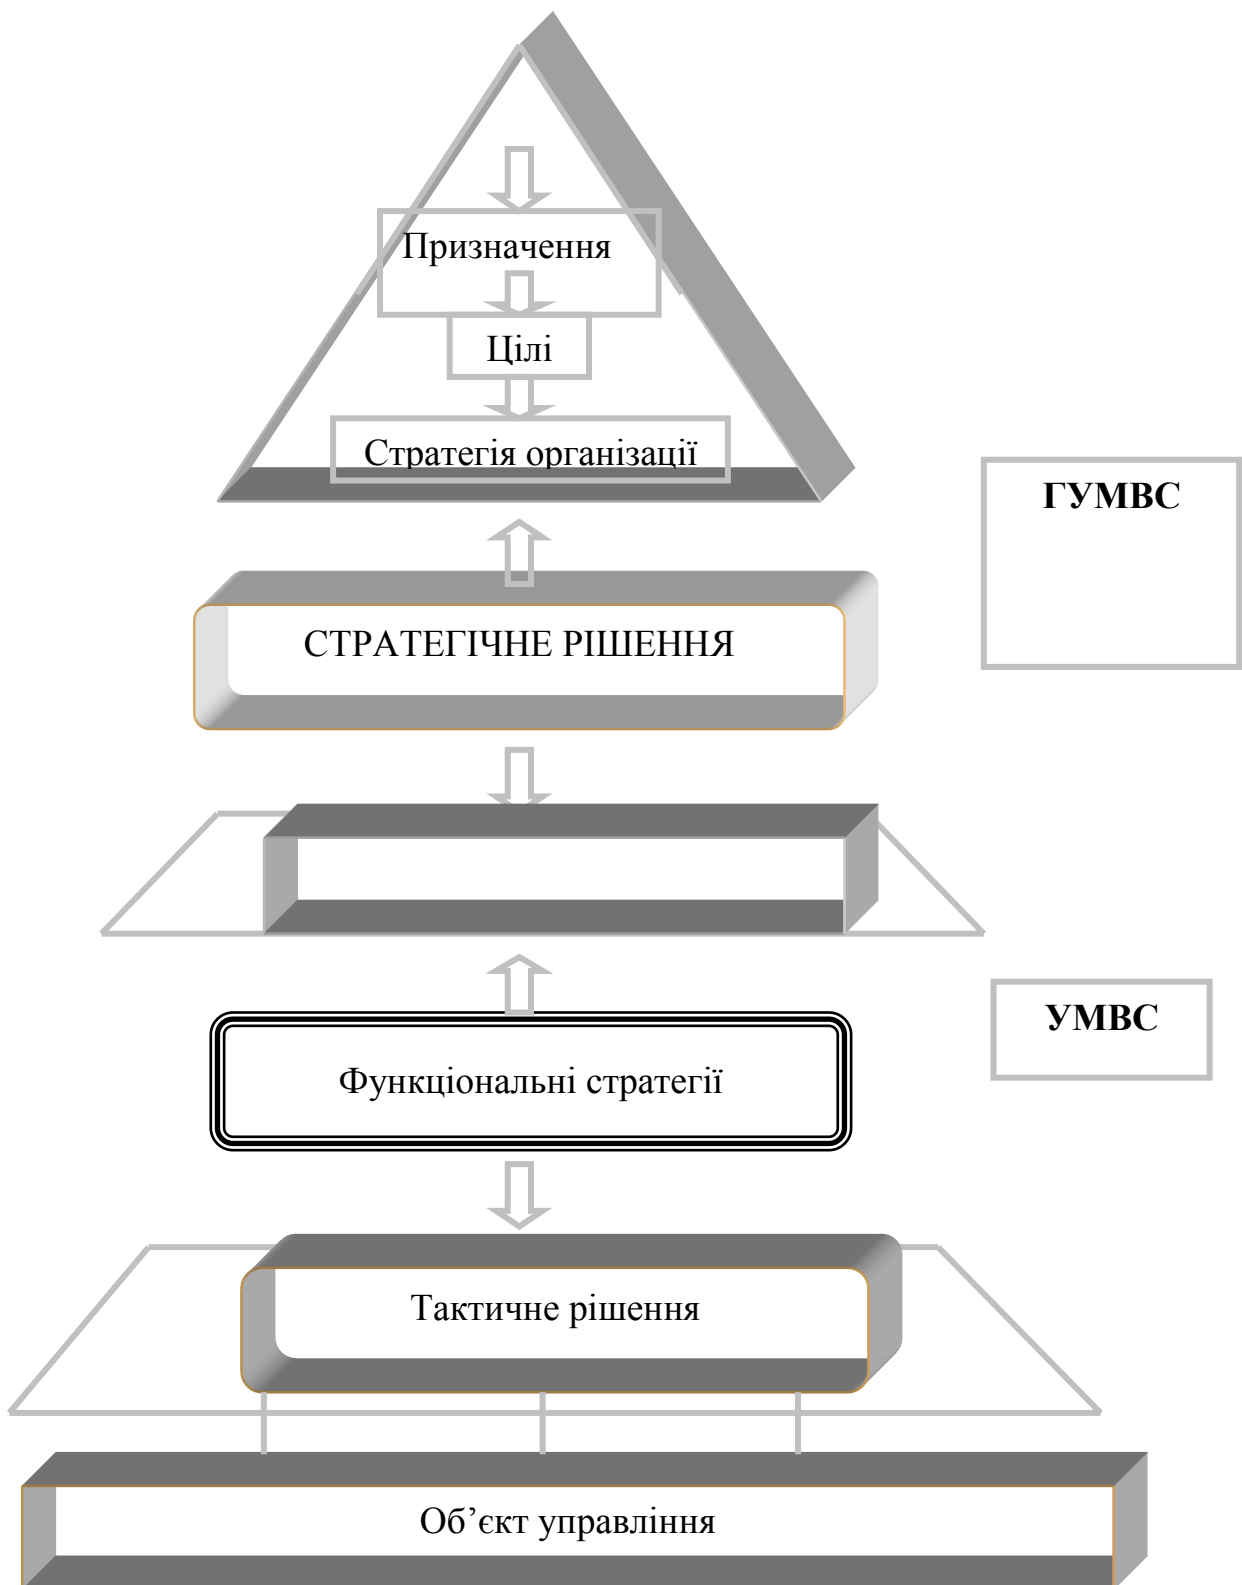 Призначення
Цілі
Стратегія організації
ГУМВС
СТРАТЕГІЧНЕ РІШЕННЯ
УМВС
Функціональні стратегії
Тактичне рішення
Об’єкт управління